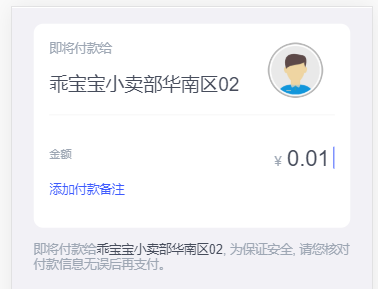 即将付款给
乖宝宝小卖部华南区02
金额
¥ 0.01
添加付款备注
即将付款给乖宝宝小卖部华南区02, 为保证安全, 请您核对
付款信息无误后再支付。